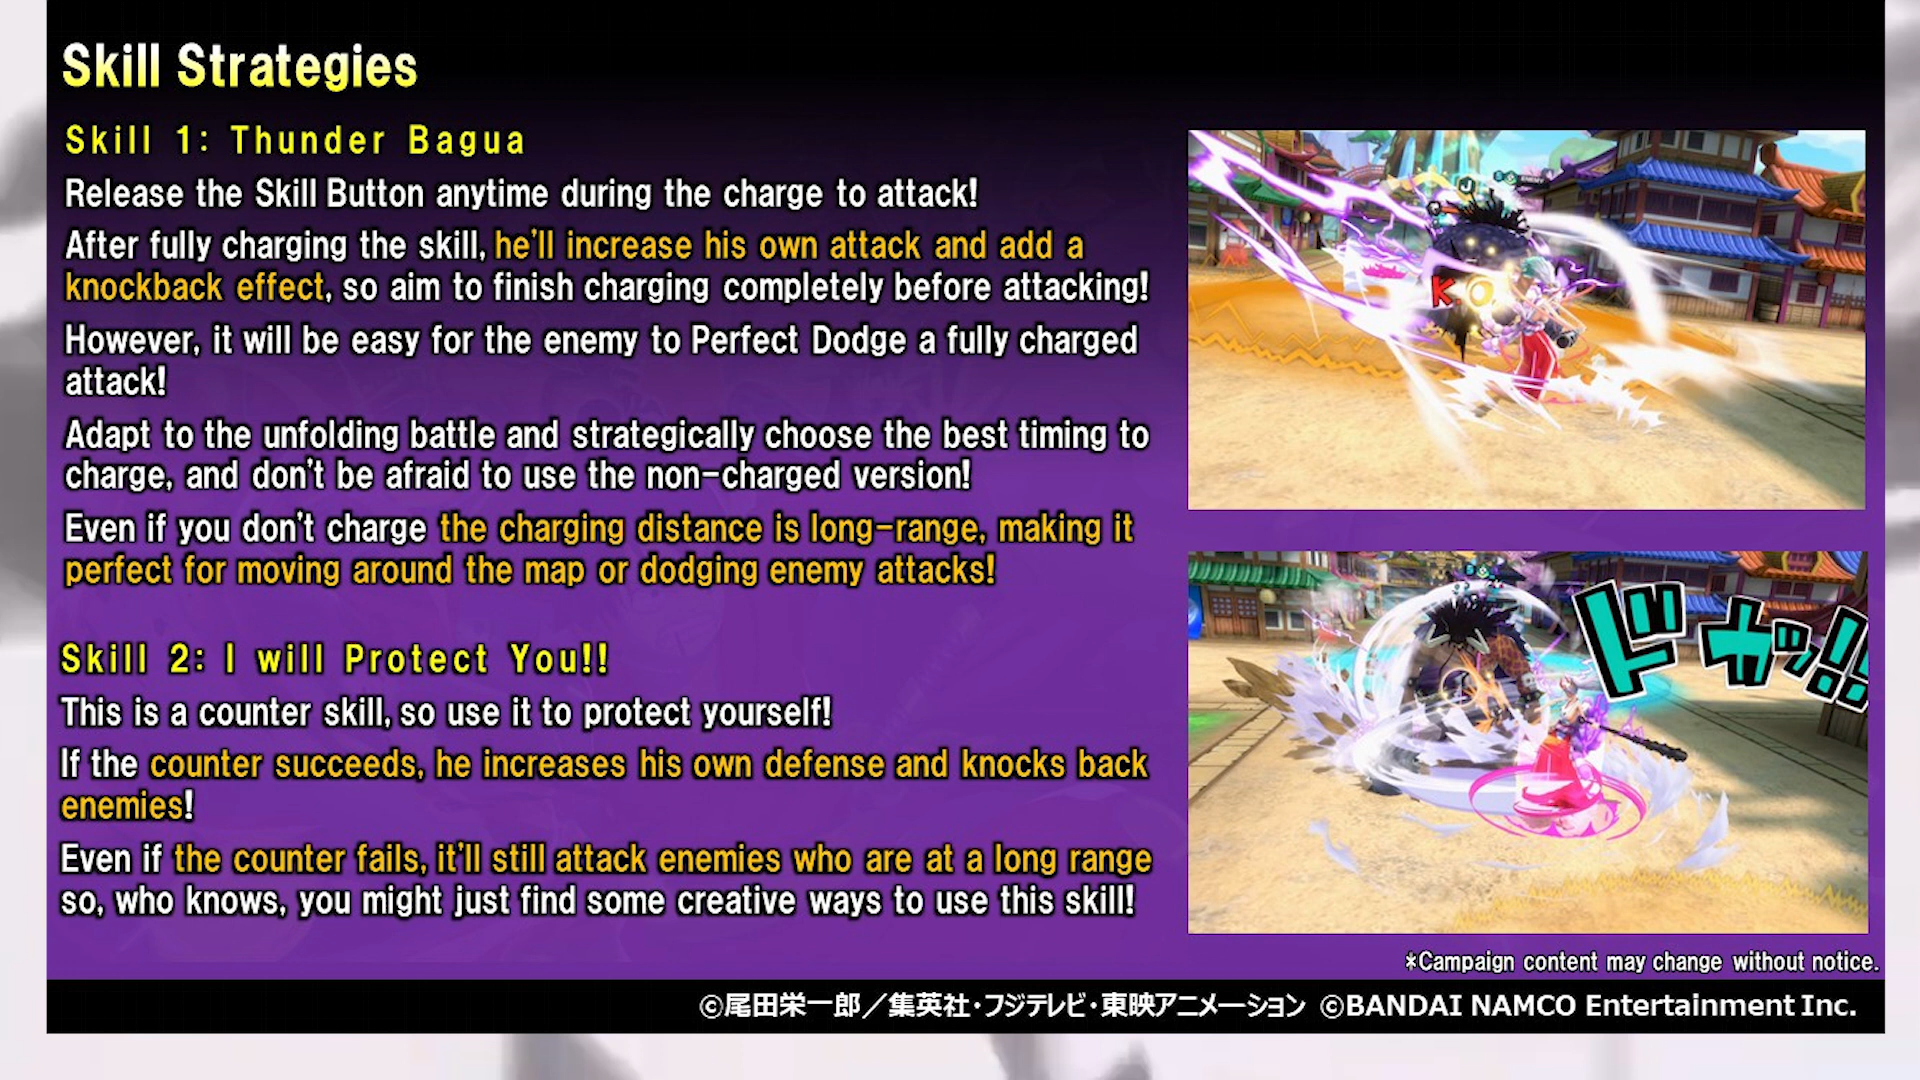 Skill Strategies
Skill 1: Thunder Bagua
Release the Skill Button anytime during the charge to attack!
After fully charging the skill, he'll increase his own attack and add a
knockback effect, so aim to finish charging completely before attacking!
However, it will be easy for the enemy to Perfect Dodge a fully charged
attack!
Adapt to the unfolding battle and strategically choose the best timing to
charge, and don't be afraid to use the non-charged version!
Even if you don't charge the charging distance is long-range, making it
perfect for moving around the map or dodging enemy attacks!
K.O.
Skill 2: I will Protect You!!
This is a counter skill, so use it to protect yourself!
If the counter succeeds, he increases his own defense and knocks back
enemies!
Even if the counter fails, it'll still attack enemies who are at a long range
so, who knows, you might just find some creative ways to use this skill!
ドカッ!!
*Campaign content may change without notice.
©尾田栄一郎／集英社・フジテレビ・東映アニメーション ©BANDAI NAMCO Entertainment Inc.